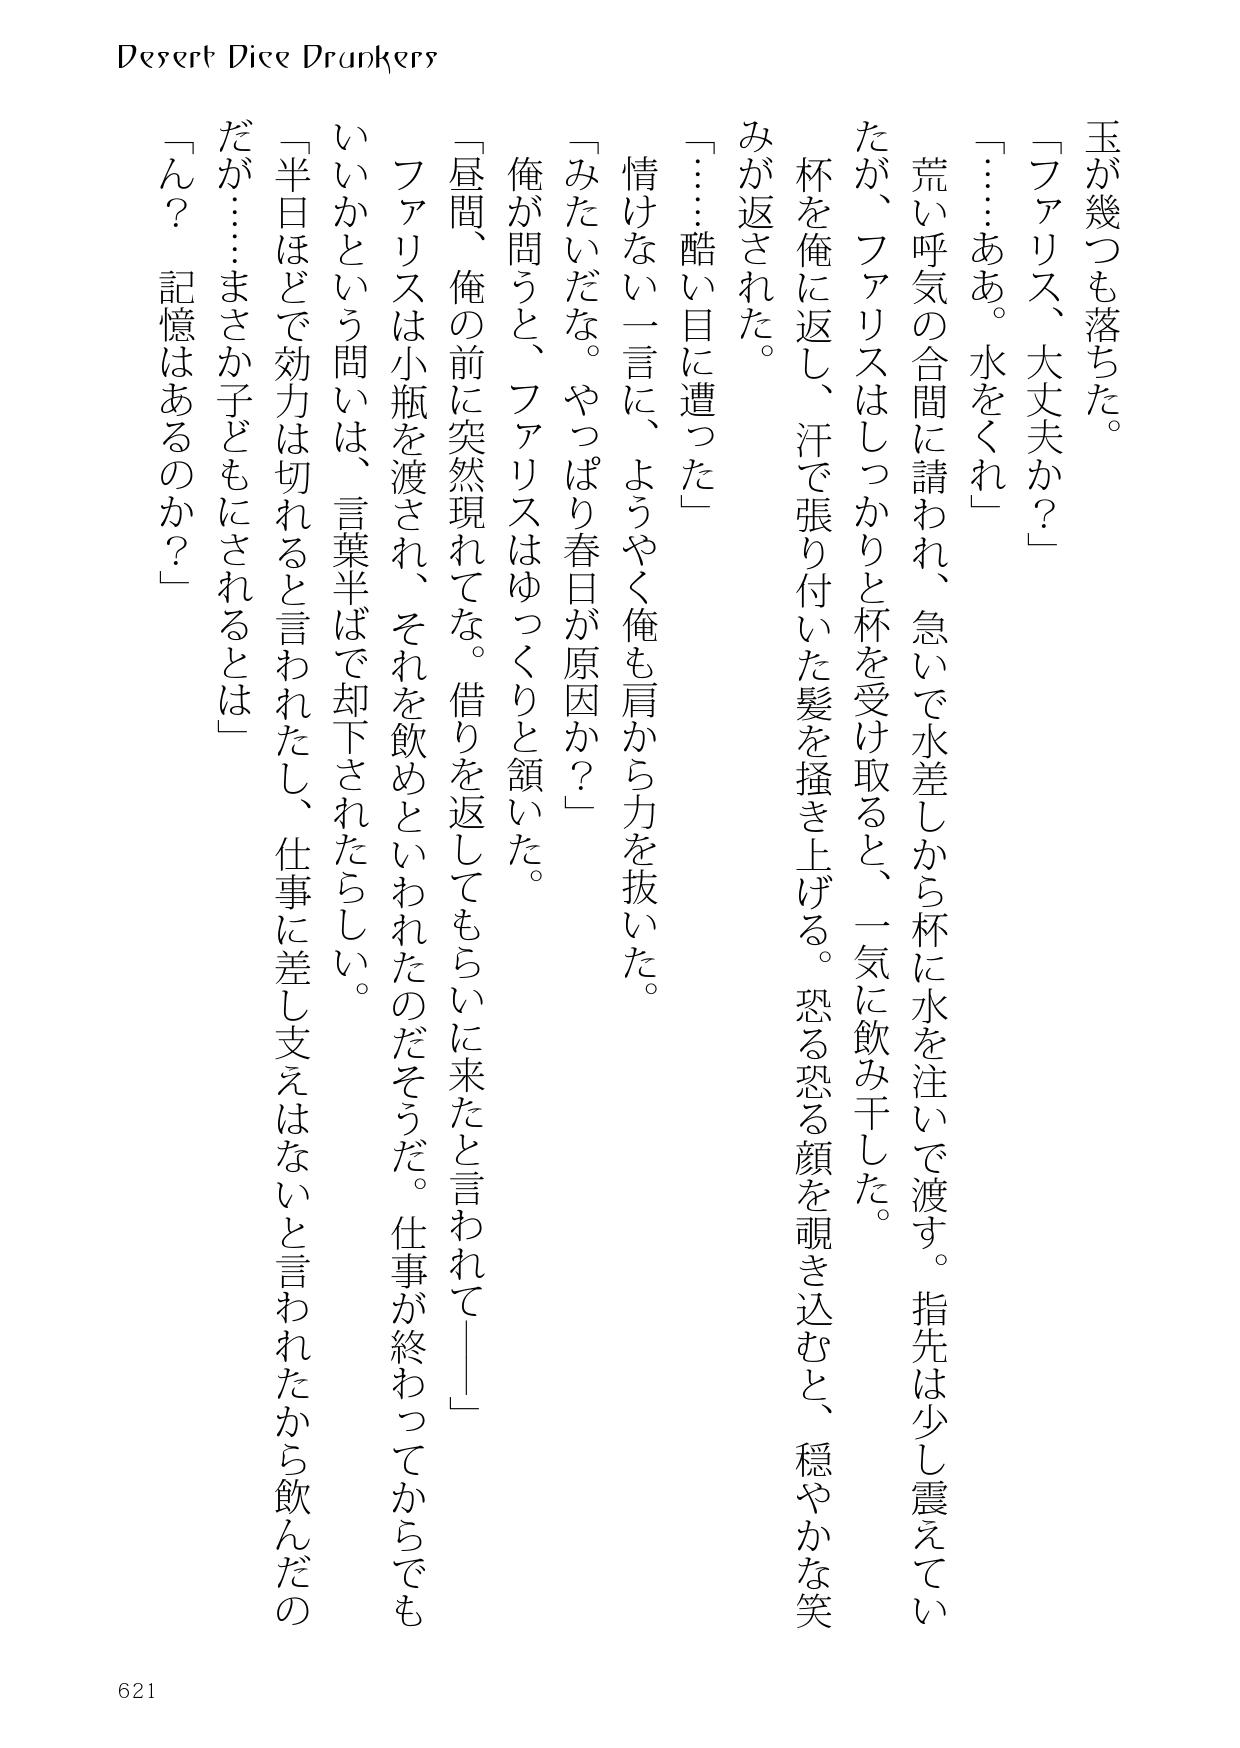 Desert Dice Drunkers
玉が幾つも落ちた。
「ファリス、大丈夫か？」
「……ああ。水をくれ」
荒い呼気の合間に請われ、急いで水差しから杯に水を注いで渡す。指先は少し震えてい
たが、ファリスはしっかりと杯を受け取ると、一気に飲み干した。
杯を俺に返し、汗で張り付いた髪を掻き上げる。恐る恐る顔を覗き込むと、穏やかな笑
みが返された。
「……酷い目に遭った」
情けない一言に、ようやく俺も肩から力を抜いた。
「みたいだな。やっぱり春日が原因か？」
俺が問うと、ファリスはゆっくりと頷いた。
「昼間、俺の前に突然現れてな。借りを返してもらいに来たと言われて――」
ファリスは小瓶を渡され、それを飲めといわれたのだそうだ。仕事が終わってからでも
いいかという問いは、言葉半ばで却下されたらしい。
「半日ほどで効力は切れると言われたし、仕事に差し支えはないと言われたから飲んだの
だが……まさか子どもにされるとは」
「ん？　記憶はあるのか？」
621